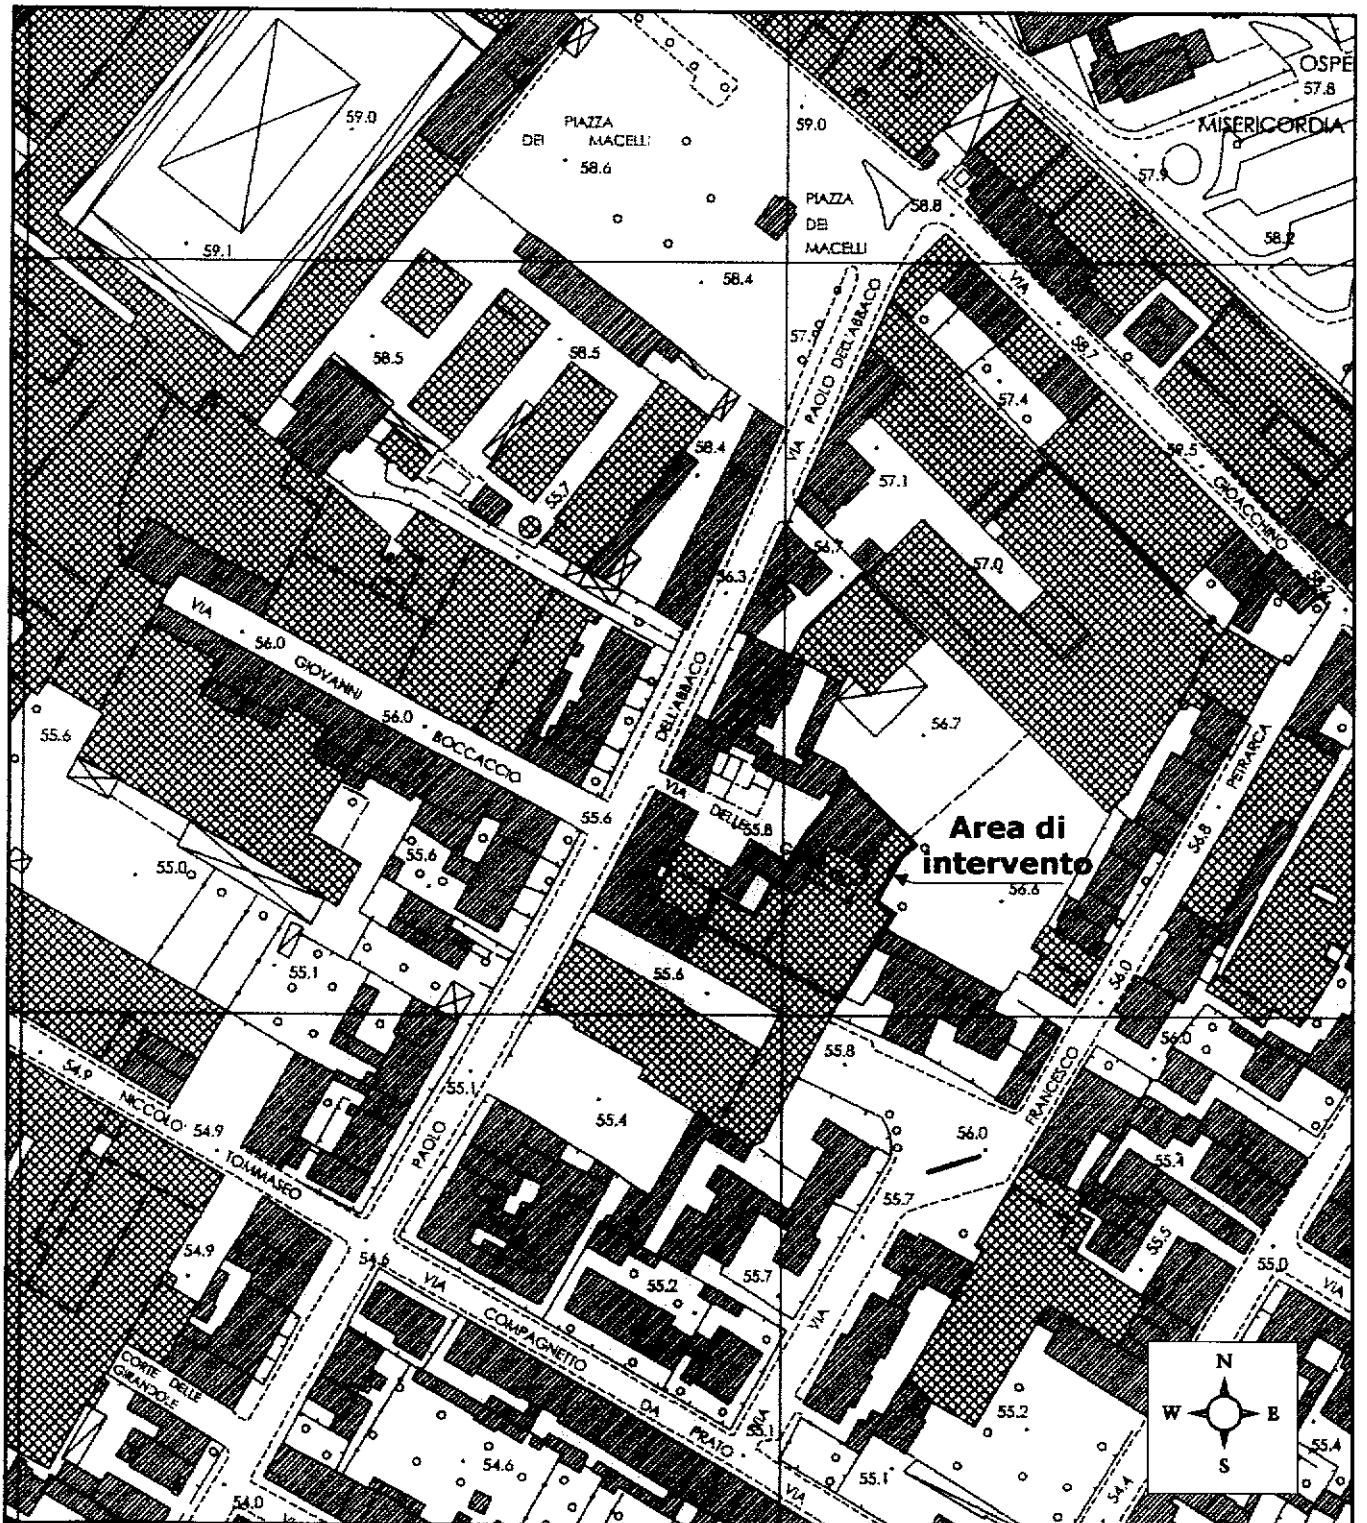 OSPE
57.8
MISERICORDIA
57.9
58.2
59.0
PIAZZA
DEI MACELLI
58.6
59.0
PIAZZA
DEI
MACELLI
58.8
59.1
58.4
58.5
58.5
VIA PAOLO DELL'ABBACO
VIA GIOACCHINO
58.7
57.4
58.4
57.1
55.7
56.7
57.0
56.3
VIA GIOVANNI BOCCACCIO
56.0
56.0
DELL'ABBACO
56.7
55.6
VIA DELLE
55.8
55.6
Area di
intervento
56.6
PETRARCA
56.8
55.6
55.0
55.1
55.6
56.0
55.8
56.0
FRANCESCO
54.9
NICCOLO' TOMMASEO
54.9
55.1
PAOLO
55.4
56.0
55.4
55.7
55.5
54.9
54.6
55.2
55.7
55.0
VIA
VIA COMPAGNETTO DA PRATO
VIA
CORTE DELLE
GIRANDOLE
VIA
55.1
54.6
55.1
55.2
55.4
54.4
54.0
VIA
N
W E
S